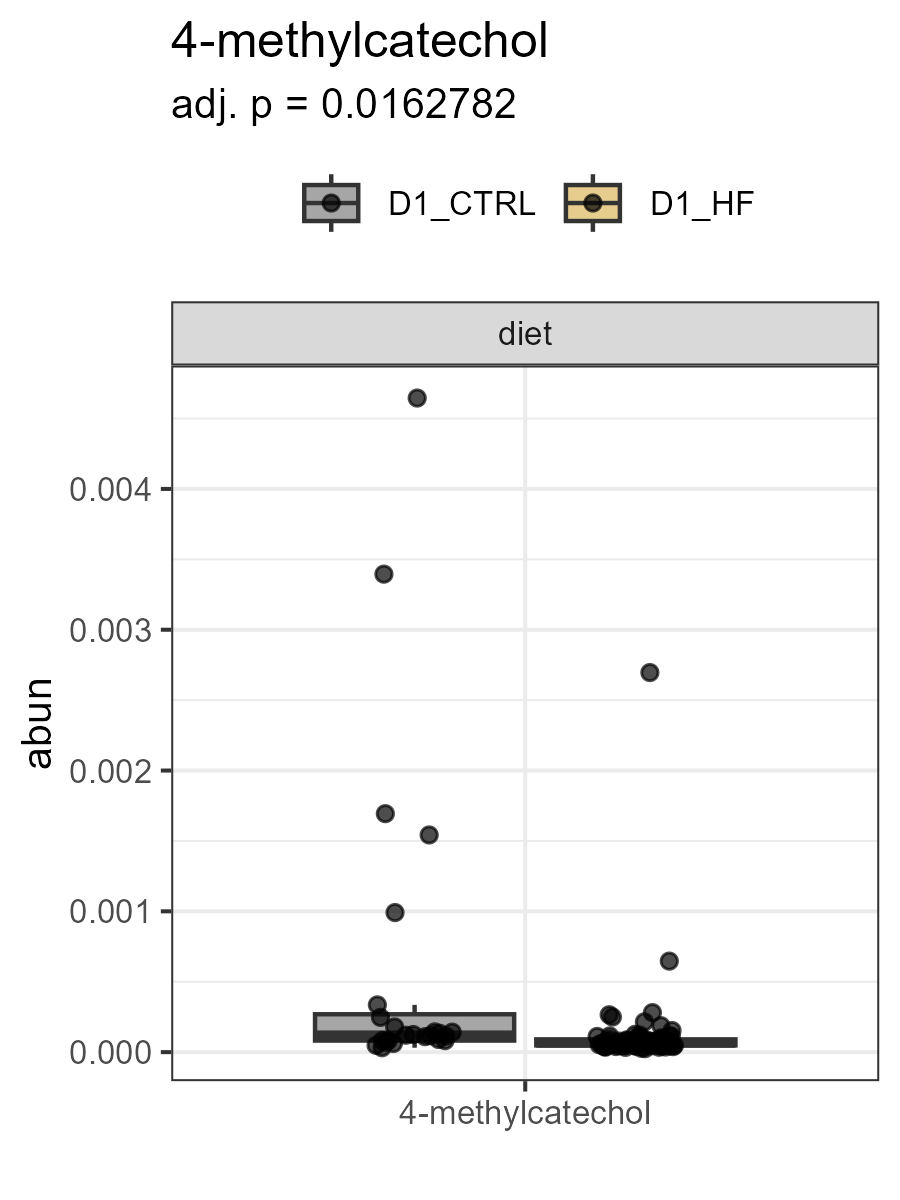 4-methylcatechol
adj. p = 0.0162782
D1_CTRL D1_HF
diet
0.004
0.003
0.002
0.001
0.000
abun
4-methylcatechol